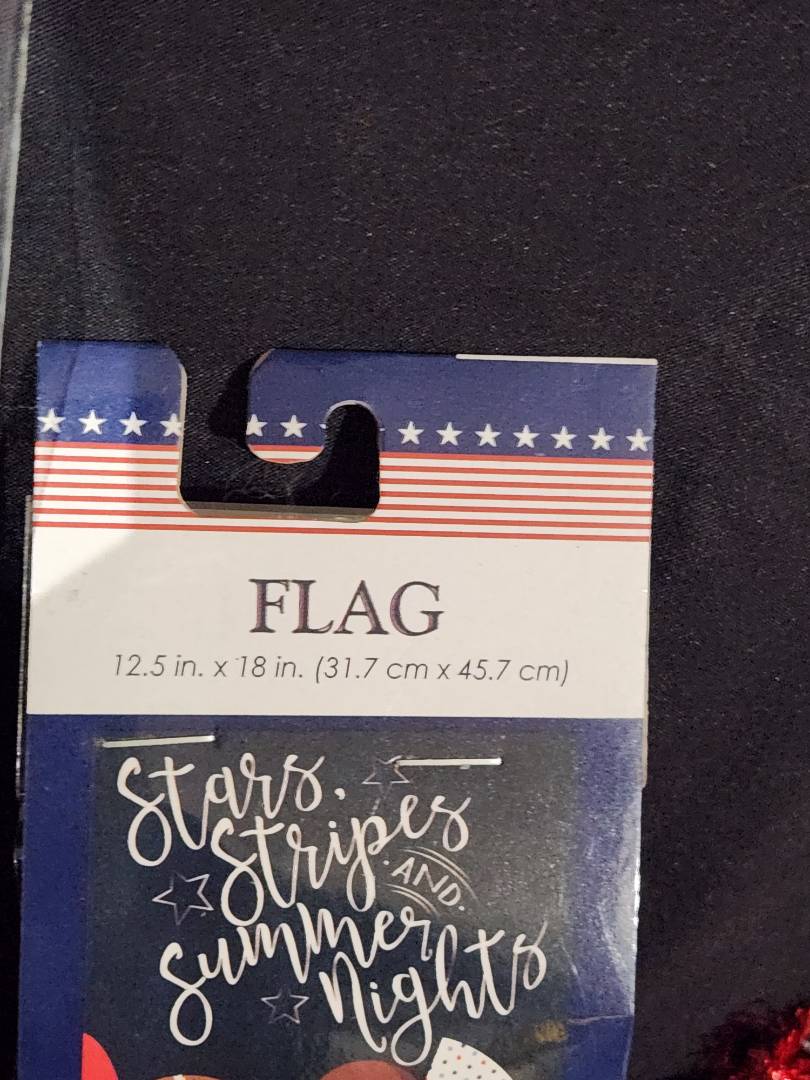 FLAG
12.5 in. x 18 in. (31.7 cm x 45.7 cm)
Stars,
Stripes
AND
Summer
Nights